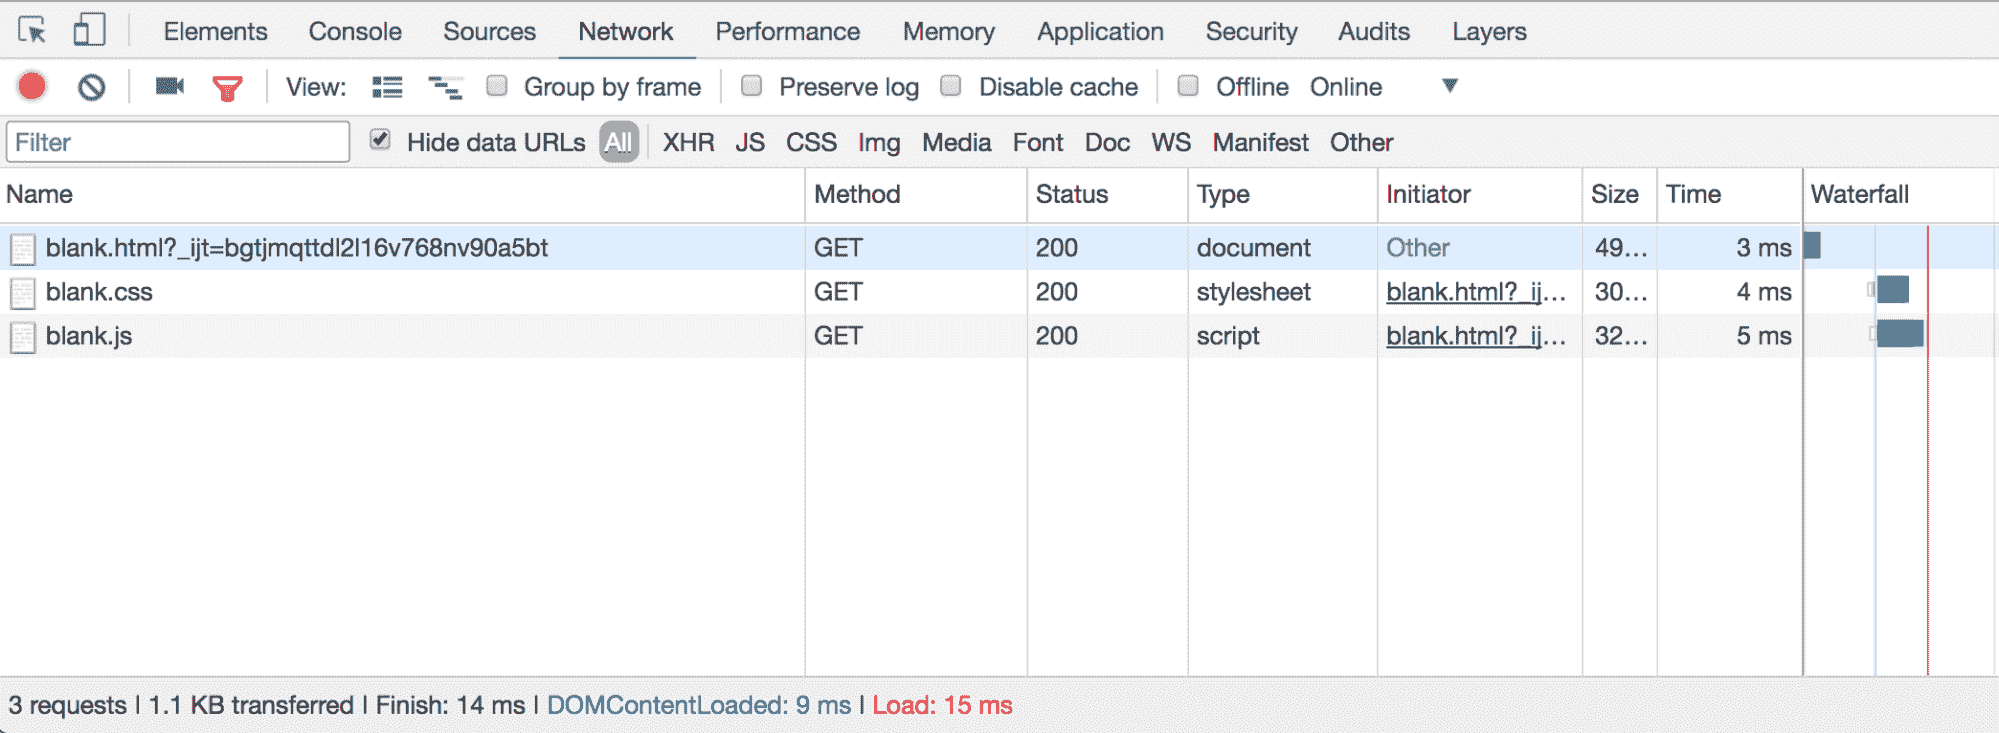 Elements Console Sources Network Performance Memory Application Security Audits Layers
View: Group by frame Preserve log Disable cache Offline Online
Filter Hide data URLs All XHR JS CSS Img Media Font Doc WS Manifest Other
Name Method Status Type Initiator Size Time Waterfall
blank.html?_ijt=bgtjmqttdl2l16v768nv90a5bt GET 200 document Other 49... 3 ms
blank.css GET 200 stylesheet blank.html?_ij... 30... 4 ms
blank.js GET 200 script blank.html?_ij... 32... 5 ms
3 requests | 1.1 KB transferred | Finish: 14 ms | DOMContentLoaded: 9 ms | Load: 15 ms